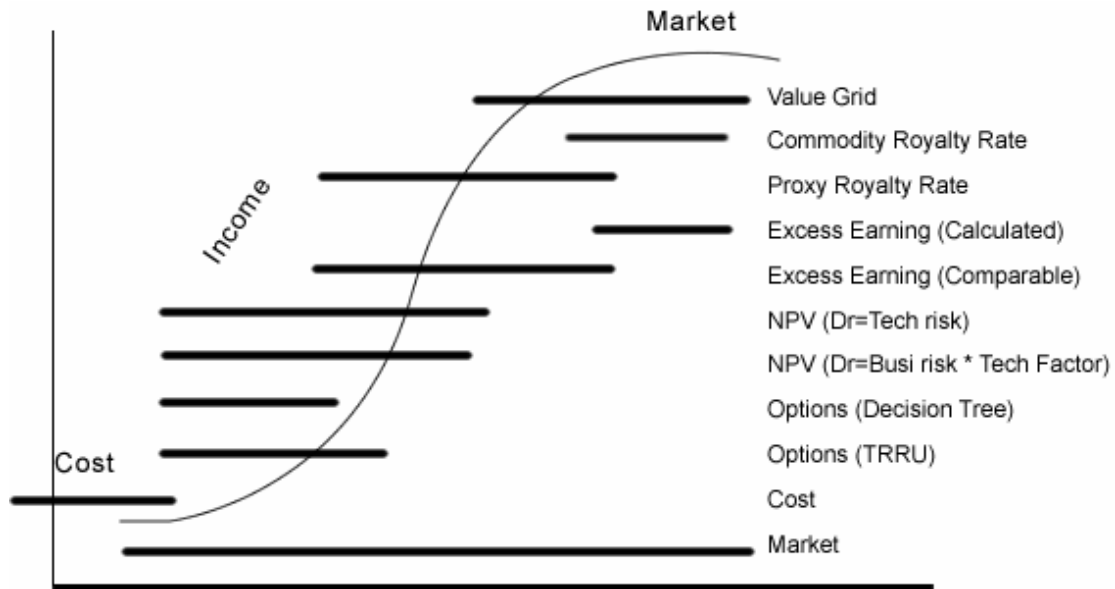 Market
Value Grid
Commodity Royalty Rate
Proxy Royalty Rate
Income
Excess Earning (Calculated)
Excess Earning (Comparable)
NPV (Dr=Tech risk)
NPV (Dr=Busi risk * Tech Factor)
Options (Decision Tree)
Options (TRRU)
Cost
Cost
Market